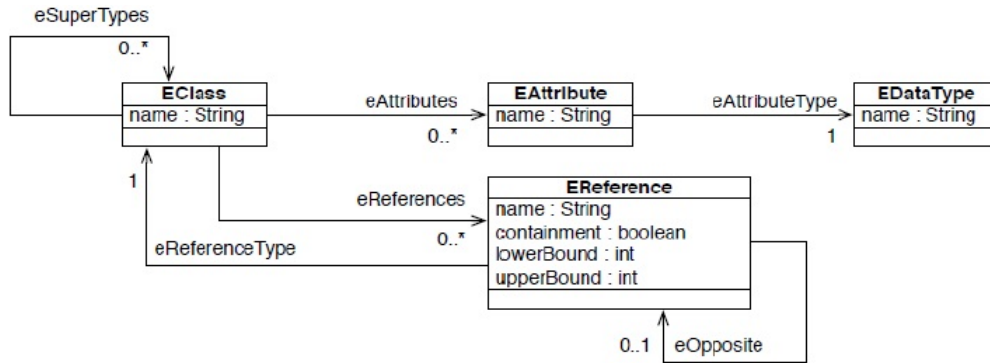 eSuperTypes
0..*
EClass
name : String
eAttributes
0..*
EAttribute
name : String
eAttributeType
1
EDataType
name : String
1
eReferences
0..*
eReferenceType
EReference
name : String
containment : boolean
lowerBound : int
upperBound : int
0..1
eOpposite